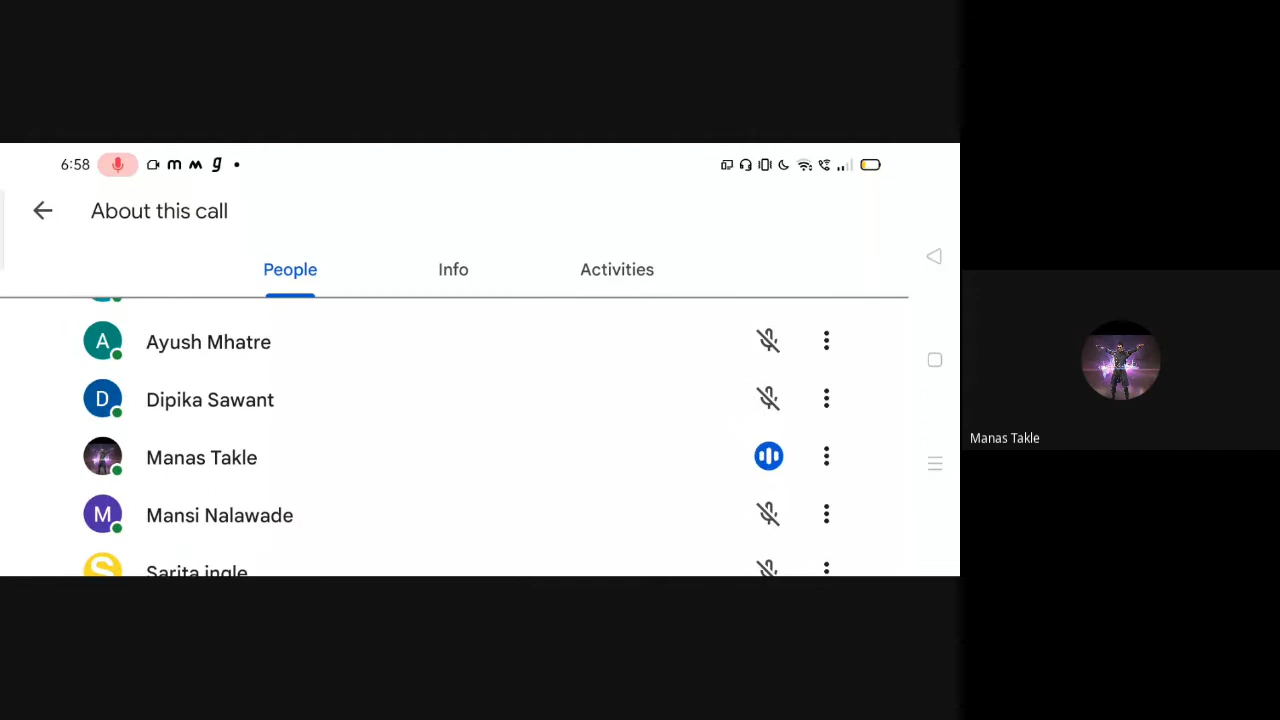 6:58
About this call
People Info Activities
A Ayush Mhatre
D Dipika Sawant
Manas Takle
M Mansi Nalawade
S Sarita ingle
Manas Takle